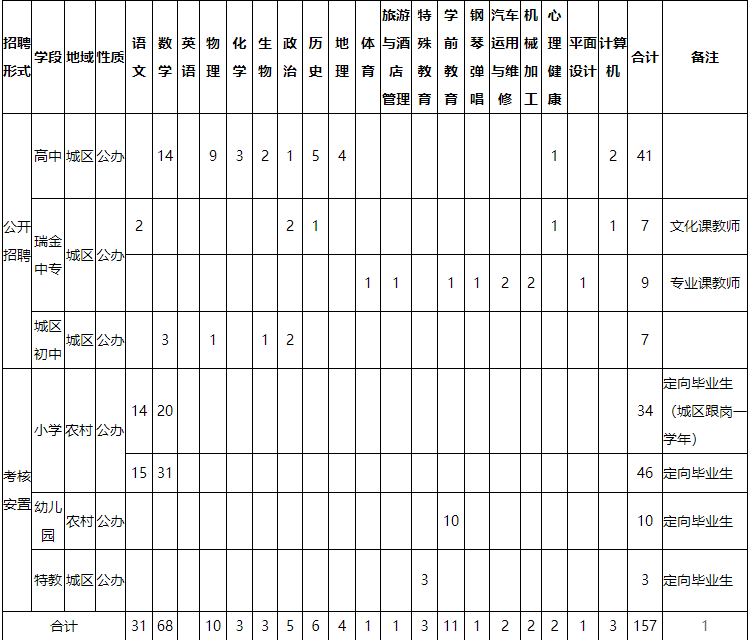 招聘形式 学段 地域 性质 语文 数学 英语 物理 化学 生物 政治 历史 地理 体育 旅游与酒店管理 特殊教育 学前教育 钢琴弹唱 汽车运用与维修 机械加工 心理健康 平面设计 计算机 合计 备注
公开招聘 高中 城区 公办 14 9 3 2 1 5 4 1 2 41
瑞金中专 城区 公办 2 2 1 1 1 7 文化课教师
1 1 1 1 2 2 1 9 专业课教师
城区初中 城区 公办 3 1 1 2 7
考核安置 小学 农村 公办 14 20 34 定向毕业生（城区跟岗一学年）
15 31 46 定向毕业生
幼儿园 农村 公办 10 10 定向毕业生
特教 城区 公办 3 3 定向毕业生
合计 31 68 10 3 3 5 6 4 1 1 3 11 1 2 2 2 1 3 157 1